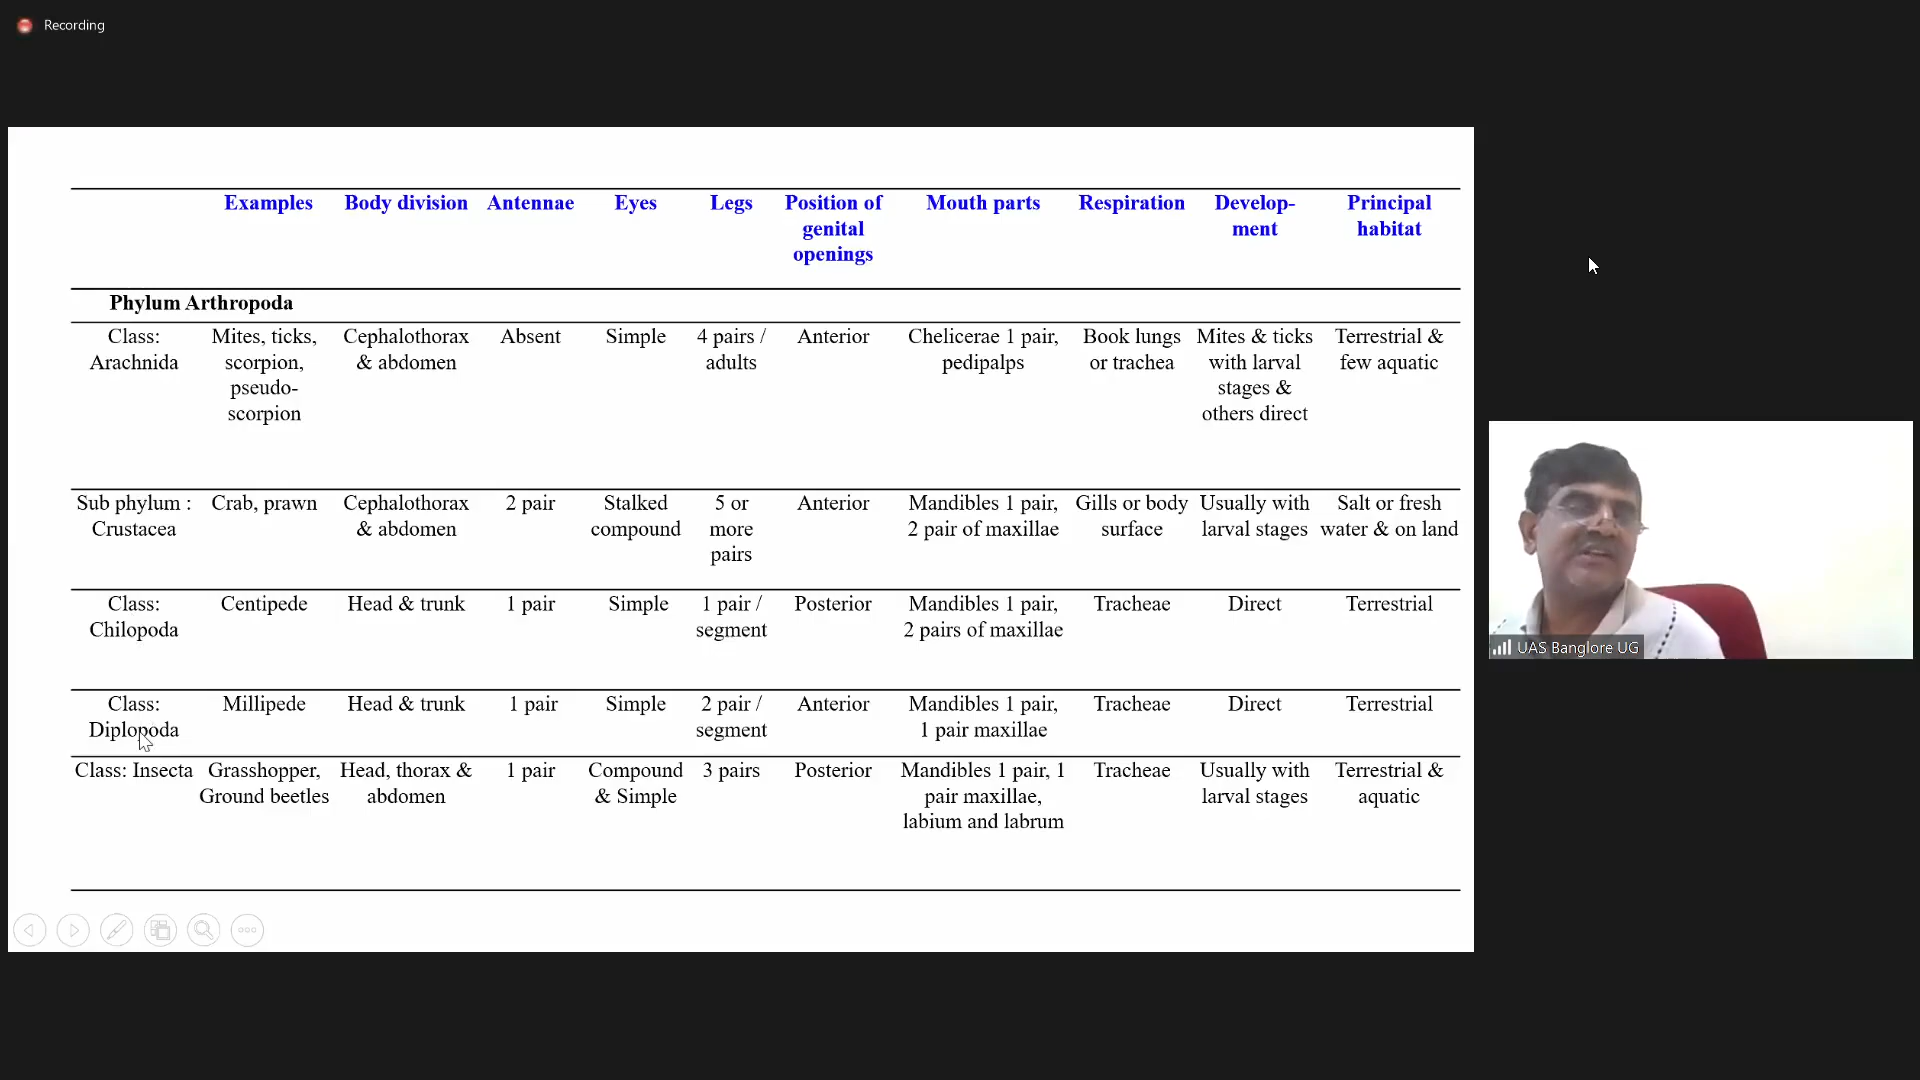 Recording
Examples Body division Antennae Eyes Legs Position of Mouth parts Respiration Develop- Principal
genital ment habitat
openings
Phylum Arthropoda
Class: Mites, ticks, Cephalothorax Absent Simple 4 pairs / Anterior Chelicerae 1 pair, Book lungs Mites & ticks Terrestrial &
Arachnida scorpion, & abdomen adults pedipalps or trachea with larval few aquatic
pseudo- stages &
scorpion others direct
Sub phylum : Crab, prawn Cephalothorax 2 pair Stalked 5 or Anterior Mandibles 1 pair, Gills or body Usually with Salt or fresh
Crustacea & abdomen compound more 2 pair of maxillae surface larval stages water & on land
pairs
Class: Centipede Head & trunk 1 pair Simple 1 pair / Posterior Mandibles 1 pair, Tracheae Direct Terrestrial
Chilopoda segment 2 pairs of maxillae
Class: Millipede Head & trunk 1 pair Simple 2 pair / Anterior Mandibles 1 pair, Tracheae Direct Terrestrial
Diplopoda segment 1 pair maxillae
Class: Insecta Grasshopper, Head, thorax & 1 pair Compound 3 pairs Posterior Mandibles 1 pair, 1 Tracheae Usually with Terrestrial &
Ground beetles abdomen & Simple pair maxillae, larval stages aquatic
labium and labrum
UAS Banglore UG